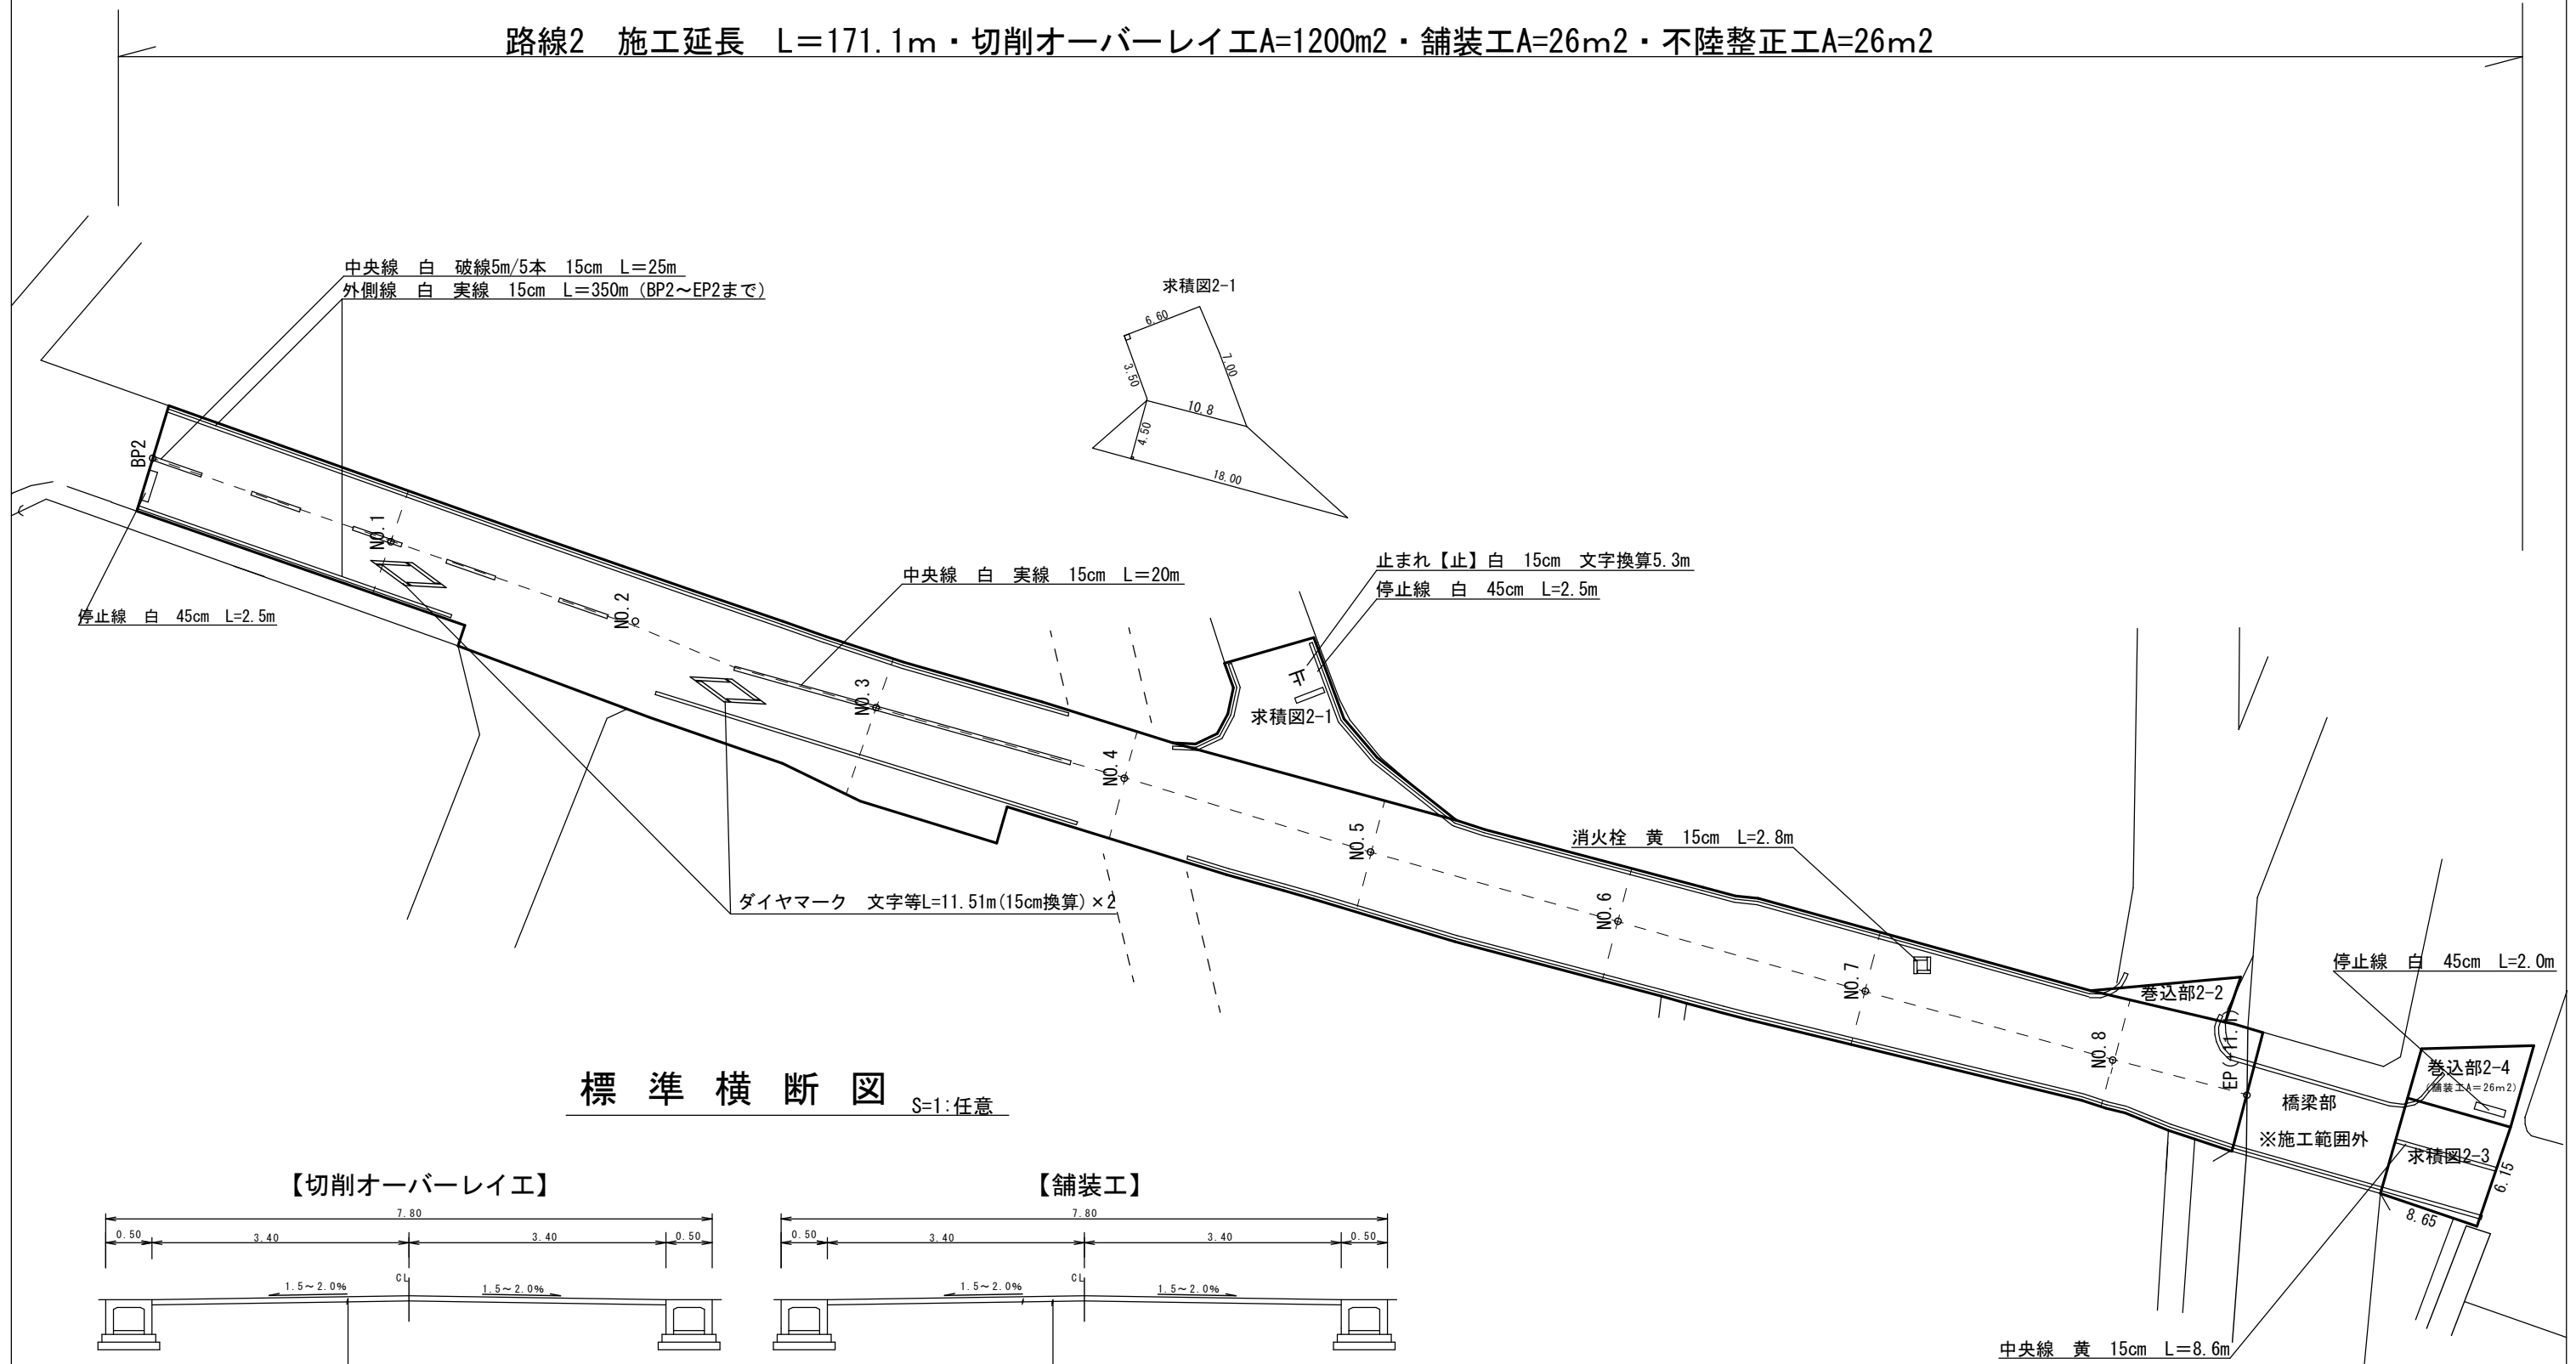 路線2　施工延長　L＝171.1m・切削オーバーレイ工A=1200m2・舗装工A=26m2・不陸整正工A=26m2
中央線　白　破線5m/5本　15cm　L＝25m
外側線　白　実線　15cm　L＝350m（BP2～EP2まで）
求積図2-1
6.60
7.00
3.50
10.8
4.50
18.00
BP2
NO.1
停止線　白　45cm　L=2.5m
NO.2
中央線　白　実線　15cm　L＝20m
止まれ【止】白　15cm　文字換算5.3m
停止線　白　45cm　L=2.5m
止
求積図2-1
NO.3
NO.4
NO.5
消火栓　黄　15cm　L=2.8m
ダイヤマーク　文字等L=11.51m(15cm換算)×2
NO.6
NO.7
停止線　白　45cm　L=2.0m
巻込部2-2
NO.8
EP(+11.1)
巻込部2-4
(舗装工A＝26m2)
橋梁部
※施工範囲外
求積図2-3
6.15
8.65
中央線　黄　15cm　L＝8.6m
標準横断図　S=1:任意
【切削オーバーレイ工】
7.80
0.50　3.40　3.40　0.50
CL
1.5～2.0%　1.5～2.0%
【舗装工】
7.80
0.50　3.40　3.40　0.50
CL
1.5～2.0%　1.5～2.0%